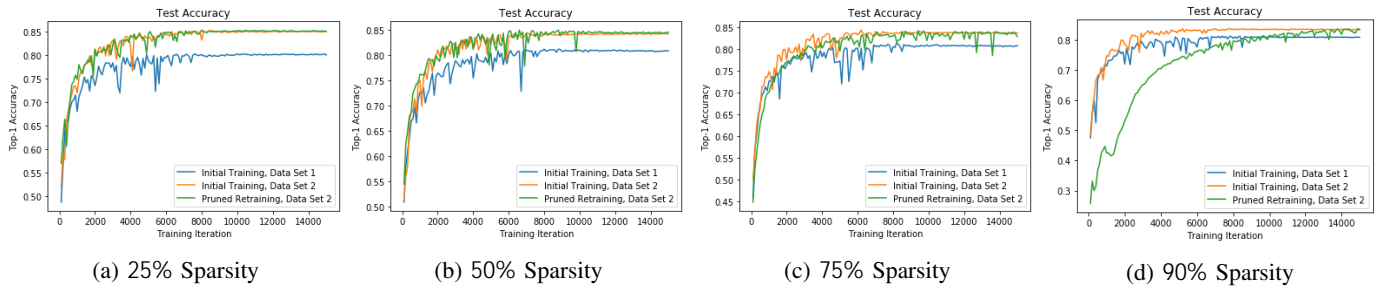 Test Accuracy
Top-1 Accuracy
0.85
0.80
0.75
0.70
0.65
0.60
0.55
0.50
0 2000 4000 6000 8000 10000 12000 14000
Training Iteration
Initial Training, Data Set 1
Initial Training, Data Set 2
Pruned Retraining, Data Set 2
(a) 25% Sparsity
Test Accuracy
Top-1 Accuracy
0.85
0.80
0.75
0.70
0.65
0.60
0.55
0.50
0 2000 4000 6000 8000 10000 12000 14000
Training Iteration
Initial Training, Data Set 1
Initial Training, Data Set 2
Pruned Retraining, Data Set 2
(b) 50% Sparsity
Test Accuracy
Top-1 Accuracy
0.85
0.80
0.75
0.70
0.65
0.60
0.55
0.50
0.45
0 2000 4000 6000 8000 10000 12000 14000
Training Iteration
Initial Training, Data Set 1
Initial Training, Data Set 2
Pruned Retraining, Data Set 2
(c) 75% Sparsity
Test Accuracy
Top-1 Accuracy
0.8
0.7
0.6
0.5
0.4
0.3
0 2000 4000 6000 8000 10000 12000 14000
Training Iteration
Initial Training, Data Set 1
Initial Training, Data Set 2
Pruned Retraining, Data Set 2
(d) 90% Sparsity